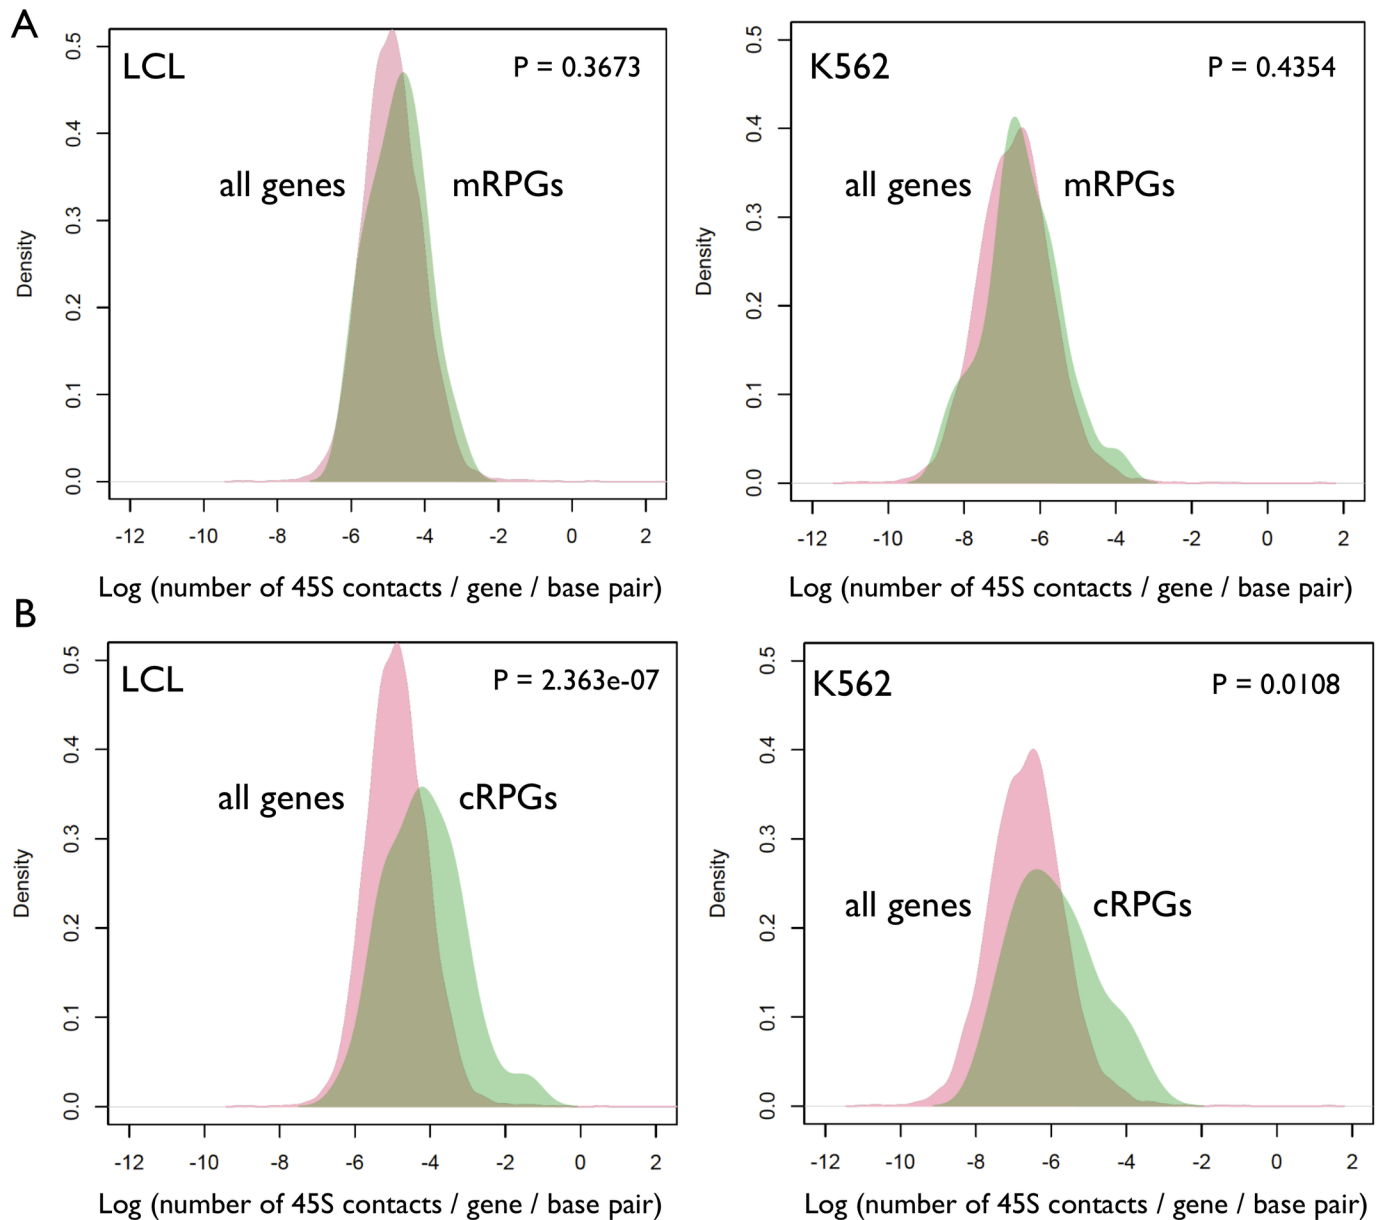 A
LCL
P = 0.3673
all genes
mRPGs
Density
0.5
0.4
0.3
0.2
0.1
0.0
-12 -10 -8 -6 -4 -2 0 2
Log (number of 45S contacts / gene / base pair)
K562
P = 0.4354
all genes
mRPGs
Density
0.5
0.4
0.3
0.2
0.1
0.0
-12 -10 -8 -6 -4 -2 0 2
Log (number of 45S contacts / gene / base pair)
B
LCL
P = 2.363e-07
all genes
cRPGs
Density
0.5
0.4
0.3
0.2
0.1
0.0
-12 -10 -8 -6 -4 -2 0 2
Log (number of 45S contacts / gene / base pair)
K562
P = 0.0108
all genes
cRPGs
Density
0.5
0.4
0.3
0.2
0.1
0.0
-12 -10 -8 -6 -4 -2 0 2
Log (number of 45S contacts / gene / base pair)